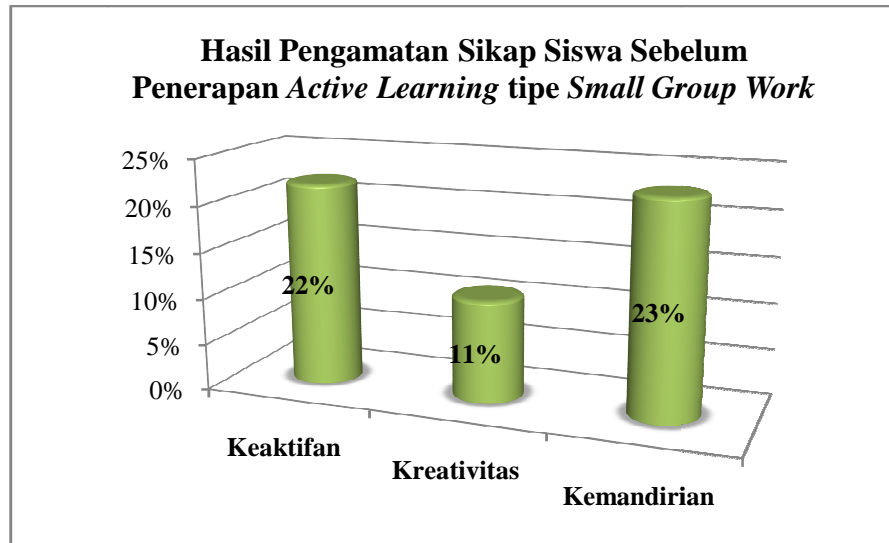 Hasil Pengamatan Sikap Siswa Sebelum
Penerapan Active Learning tipe Small Group Work
25%
20%
15%
10%
5%
0%
22%
11%
23%
Keaktifan
Kreativitas
Kemandirian